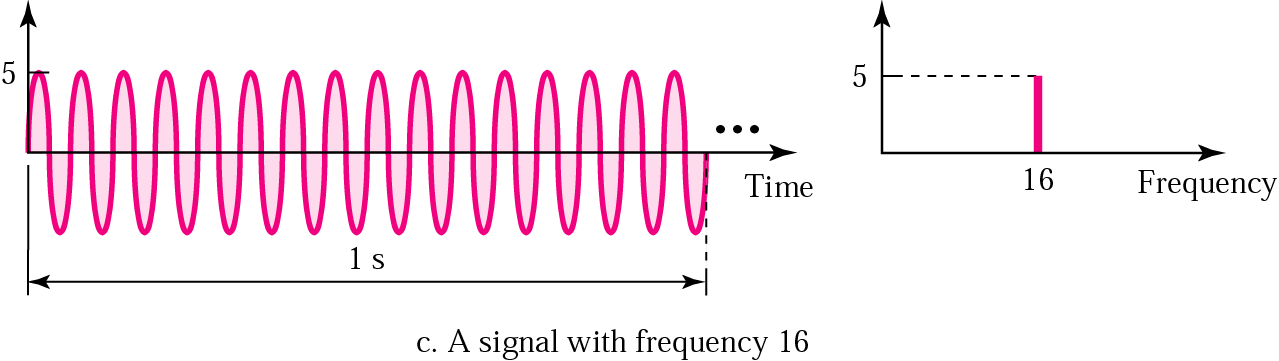 5
•••
Time
1 s
5
16
Frequency
c. A signal with frequency 16